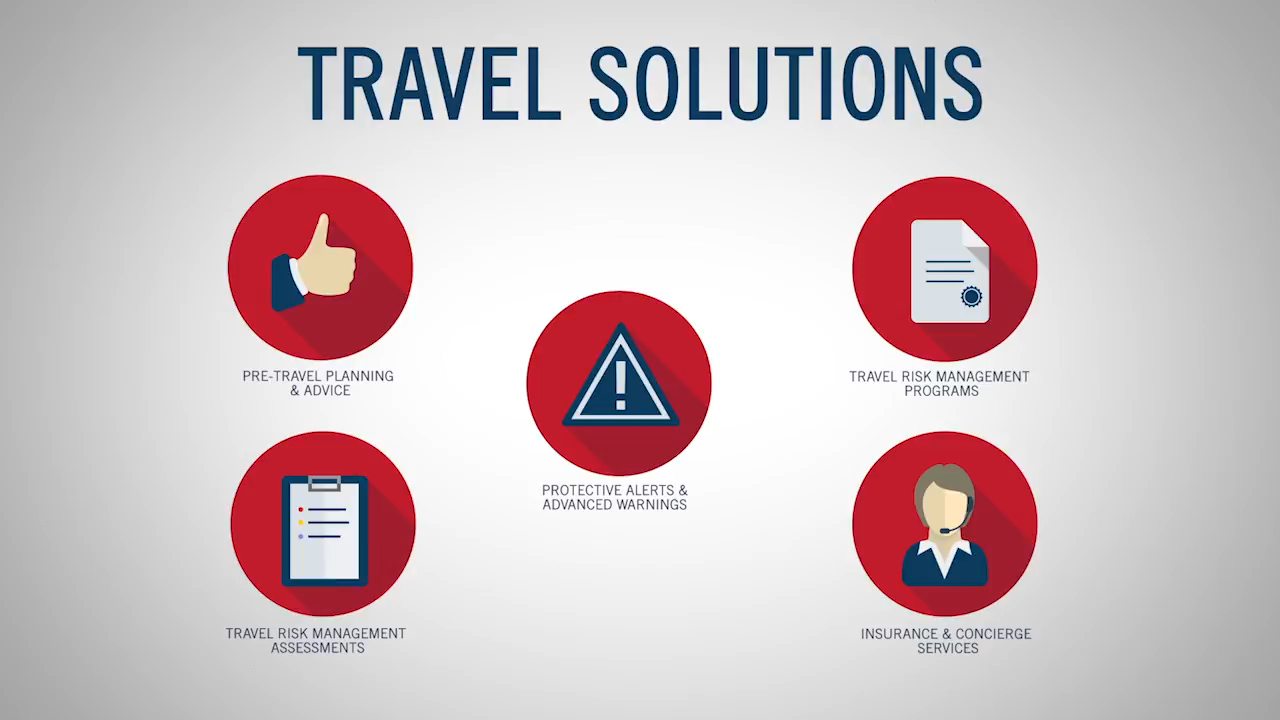 TRAVEL SOLUTIONS
PRE-TRAVEL PLANNING
& ADVICE
TRAVEL RISK MANAGEMENT
PROGRAMS
PROTECTIVE ALERTS &
ADVANCED WARNINGS
TRAVEL RISK MANAGEMENT
ASSESSMENTS
INSURANCE & CONCIERGE
SERVICES